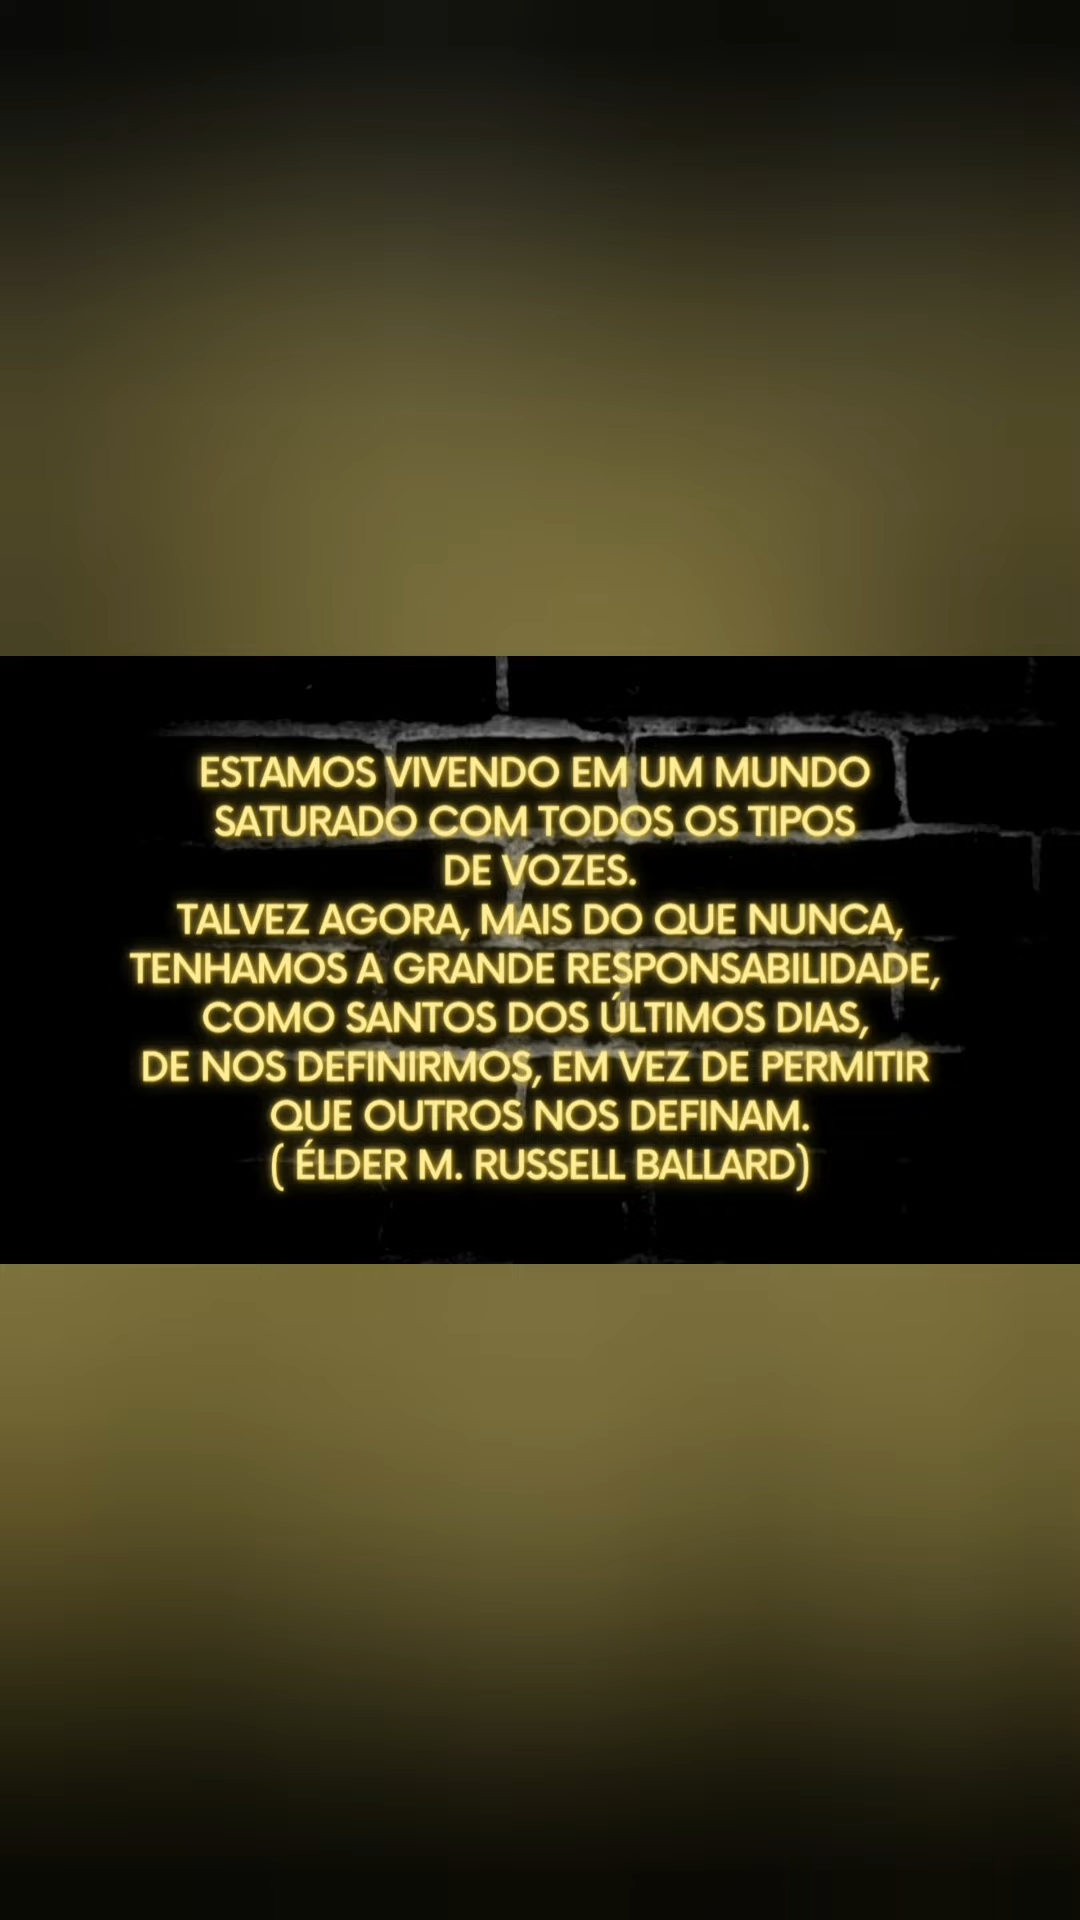 ESTAMOS VIVENDO EM UM MUNDO
SATURADO COM TODOS OS TIPOS
DE VOZES.
TALVEZ AGORA, MAIS DO QUE NUNCA,
TENHAMOS A GRANDE RESPONSABILIDADE,
COMO SANTOS DOS ÚLTIMOS DIAS,
DE NOS DEFINIRMOS, EM VEZ DE PERMITIR
QUE OUTROS NOS DEFINAM.
( ÉLDER M. RUSSELL BALLARD)